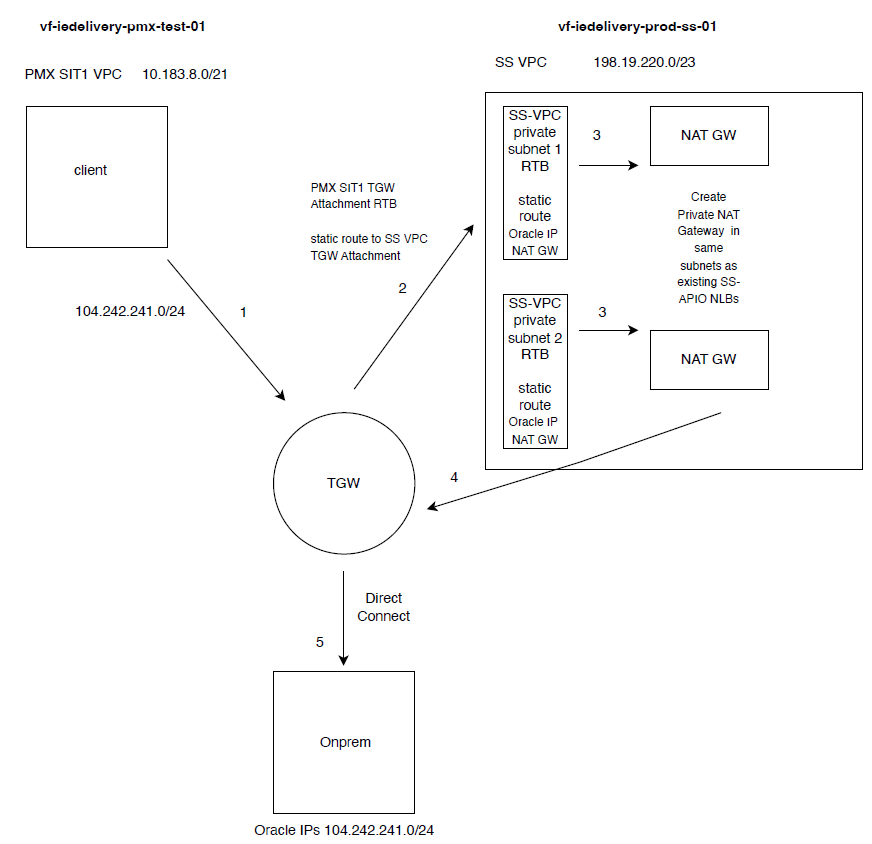 vf-iedelivery-pmx-test-01
vf-iedelivery-prod-ss-01
PMX SIT1 VPC 10.183.8.0/21
SS VPC 198.19.220.0/23
client
104.242.241.0/24
1
PMX SIT1 TGW
Attachment RTB
static route to SS VPC
TGW Attachment
2
SS-VPC
private
subnet 1
RTB
static
route
Oracle IP
NAT GW
3
NAT GW
Create
Private NAT
Gateway in
same
subnets as
existing SS-
APIO NLBs
SS-VPC
private
subnet 2
RTB
static
route
Oracle IP
NAT GW
3
NAT GW
4
TGW
Direct
Connect
5
Onprem
Oracle IPs 104.242.241.0/24